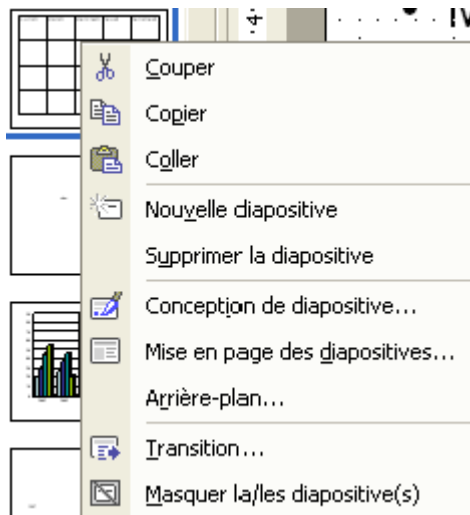 Couper
Copier
Coller
Nouvelle diapositive
Supprimer la diapositive
Conception de diapositive...
Mise en page des diapositives...
Arrière-plan...
Transition...
Masquer la/les diapositive(s)